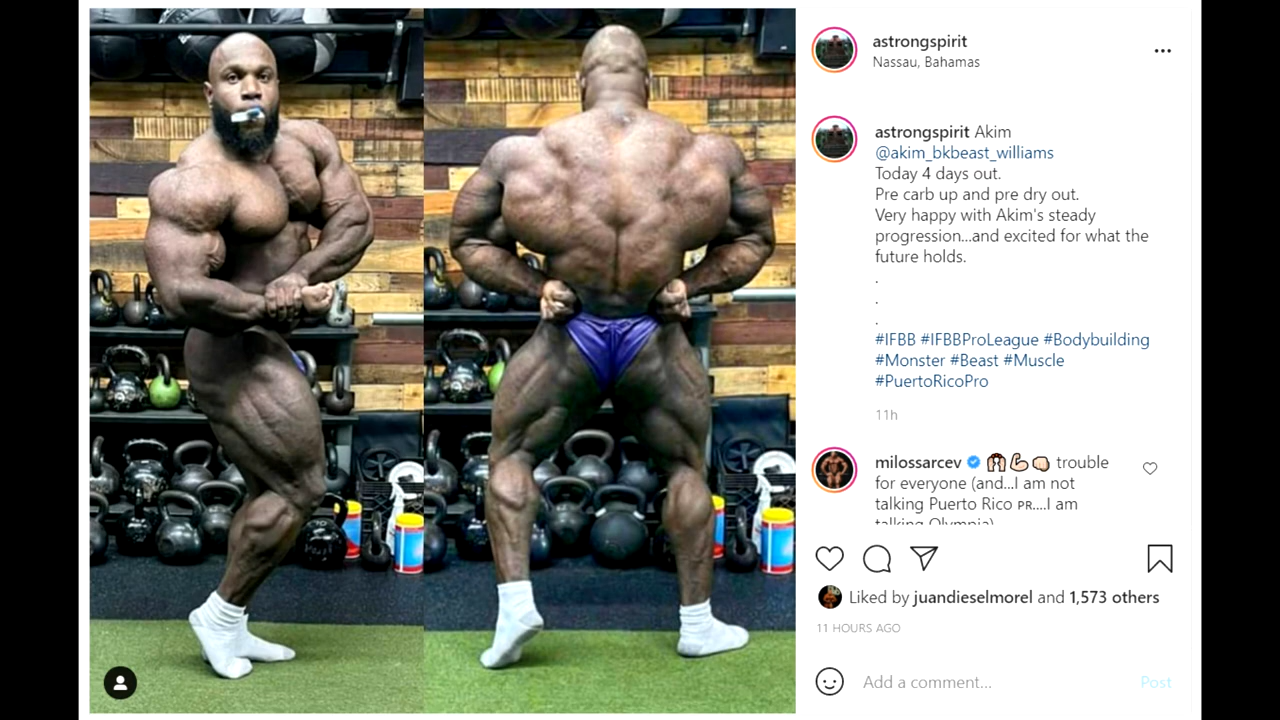 astrongspirit
Nassau, Bahamas
astrongspirit Akim
@akim_bkbeast_williams
Today 4 days out.
Pre carb up and pre dry out.
Very happy with Akim's steady
progression...and excited for what the
future holds.
.
.
.
#IFBB #IFBBProLeague #Bodybuilding
#Monster #Beast #Muscle
#PuertoRicoPro
11h
milossarcev 🙌💪👊 trouble
for everyone (and...I am not
talking Puerto Rico PR....I am
talking Olympia)
Liked by juandieselmorel and 1,573 others
11 HOURS AGO
Add a comment...
Post